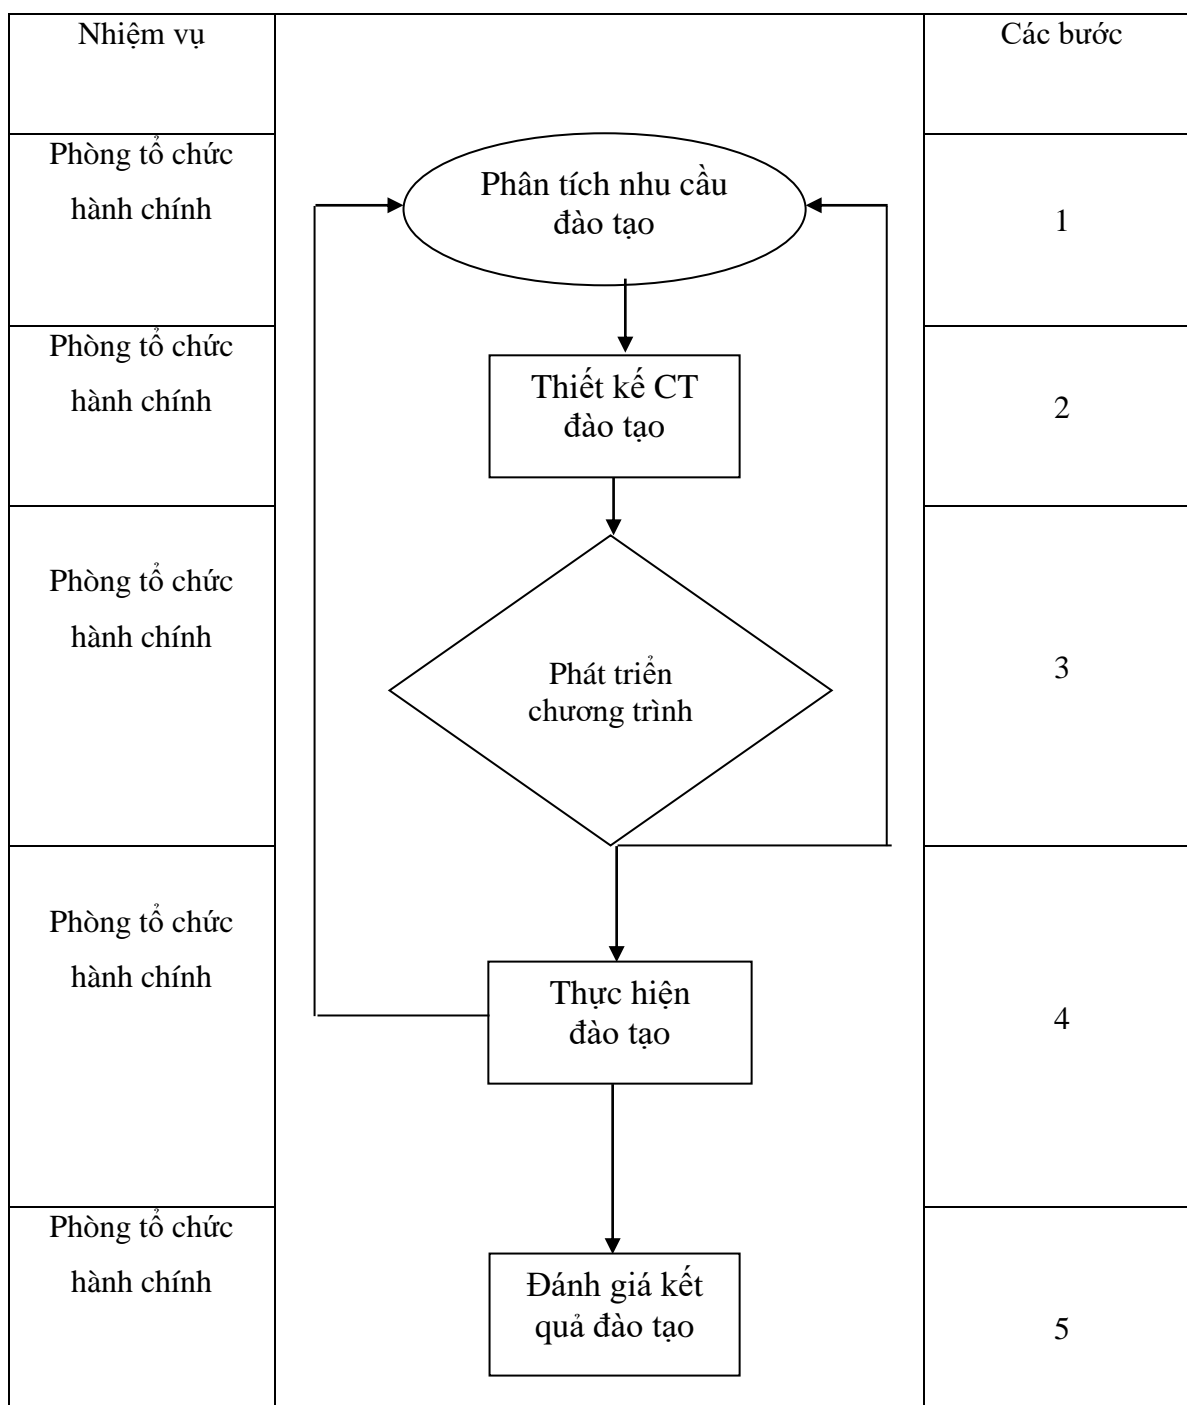 Nhiệm vụ
Các bước
Phòng tổ chức
hành chính
Phân tích nhu cầu
đào tạo
1
Phòng tổ chức
hành chính
Thiết kế CT
đào tạo
2
Phòng tổ chức
hành chính
Phát triển
chương trình
3
Phòng tổ chức
hành chính
Thực hiện
đào tạo
4
Phòng tổ chức
hành chính
Đánh giá kết
quả đào tạo
5